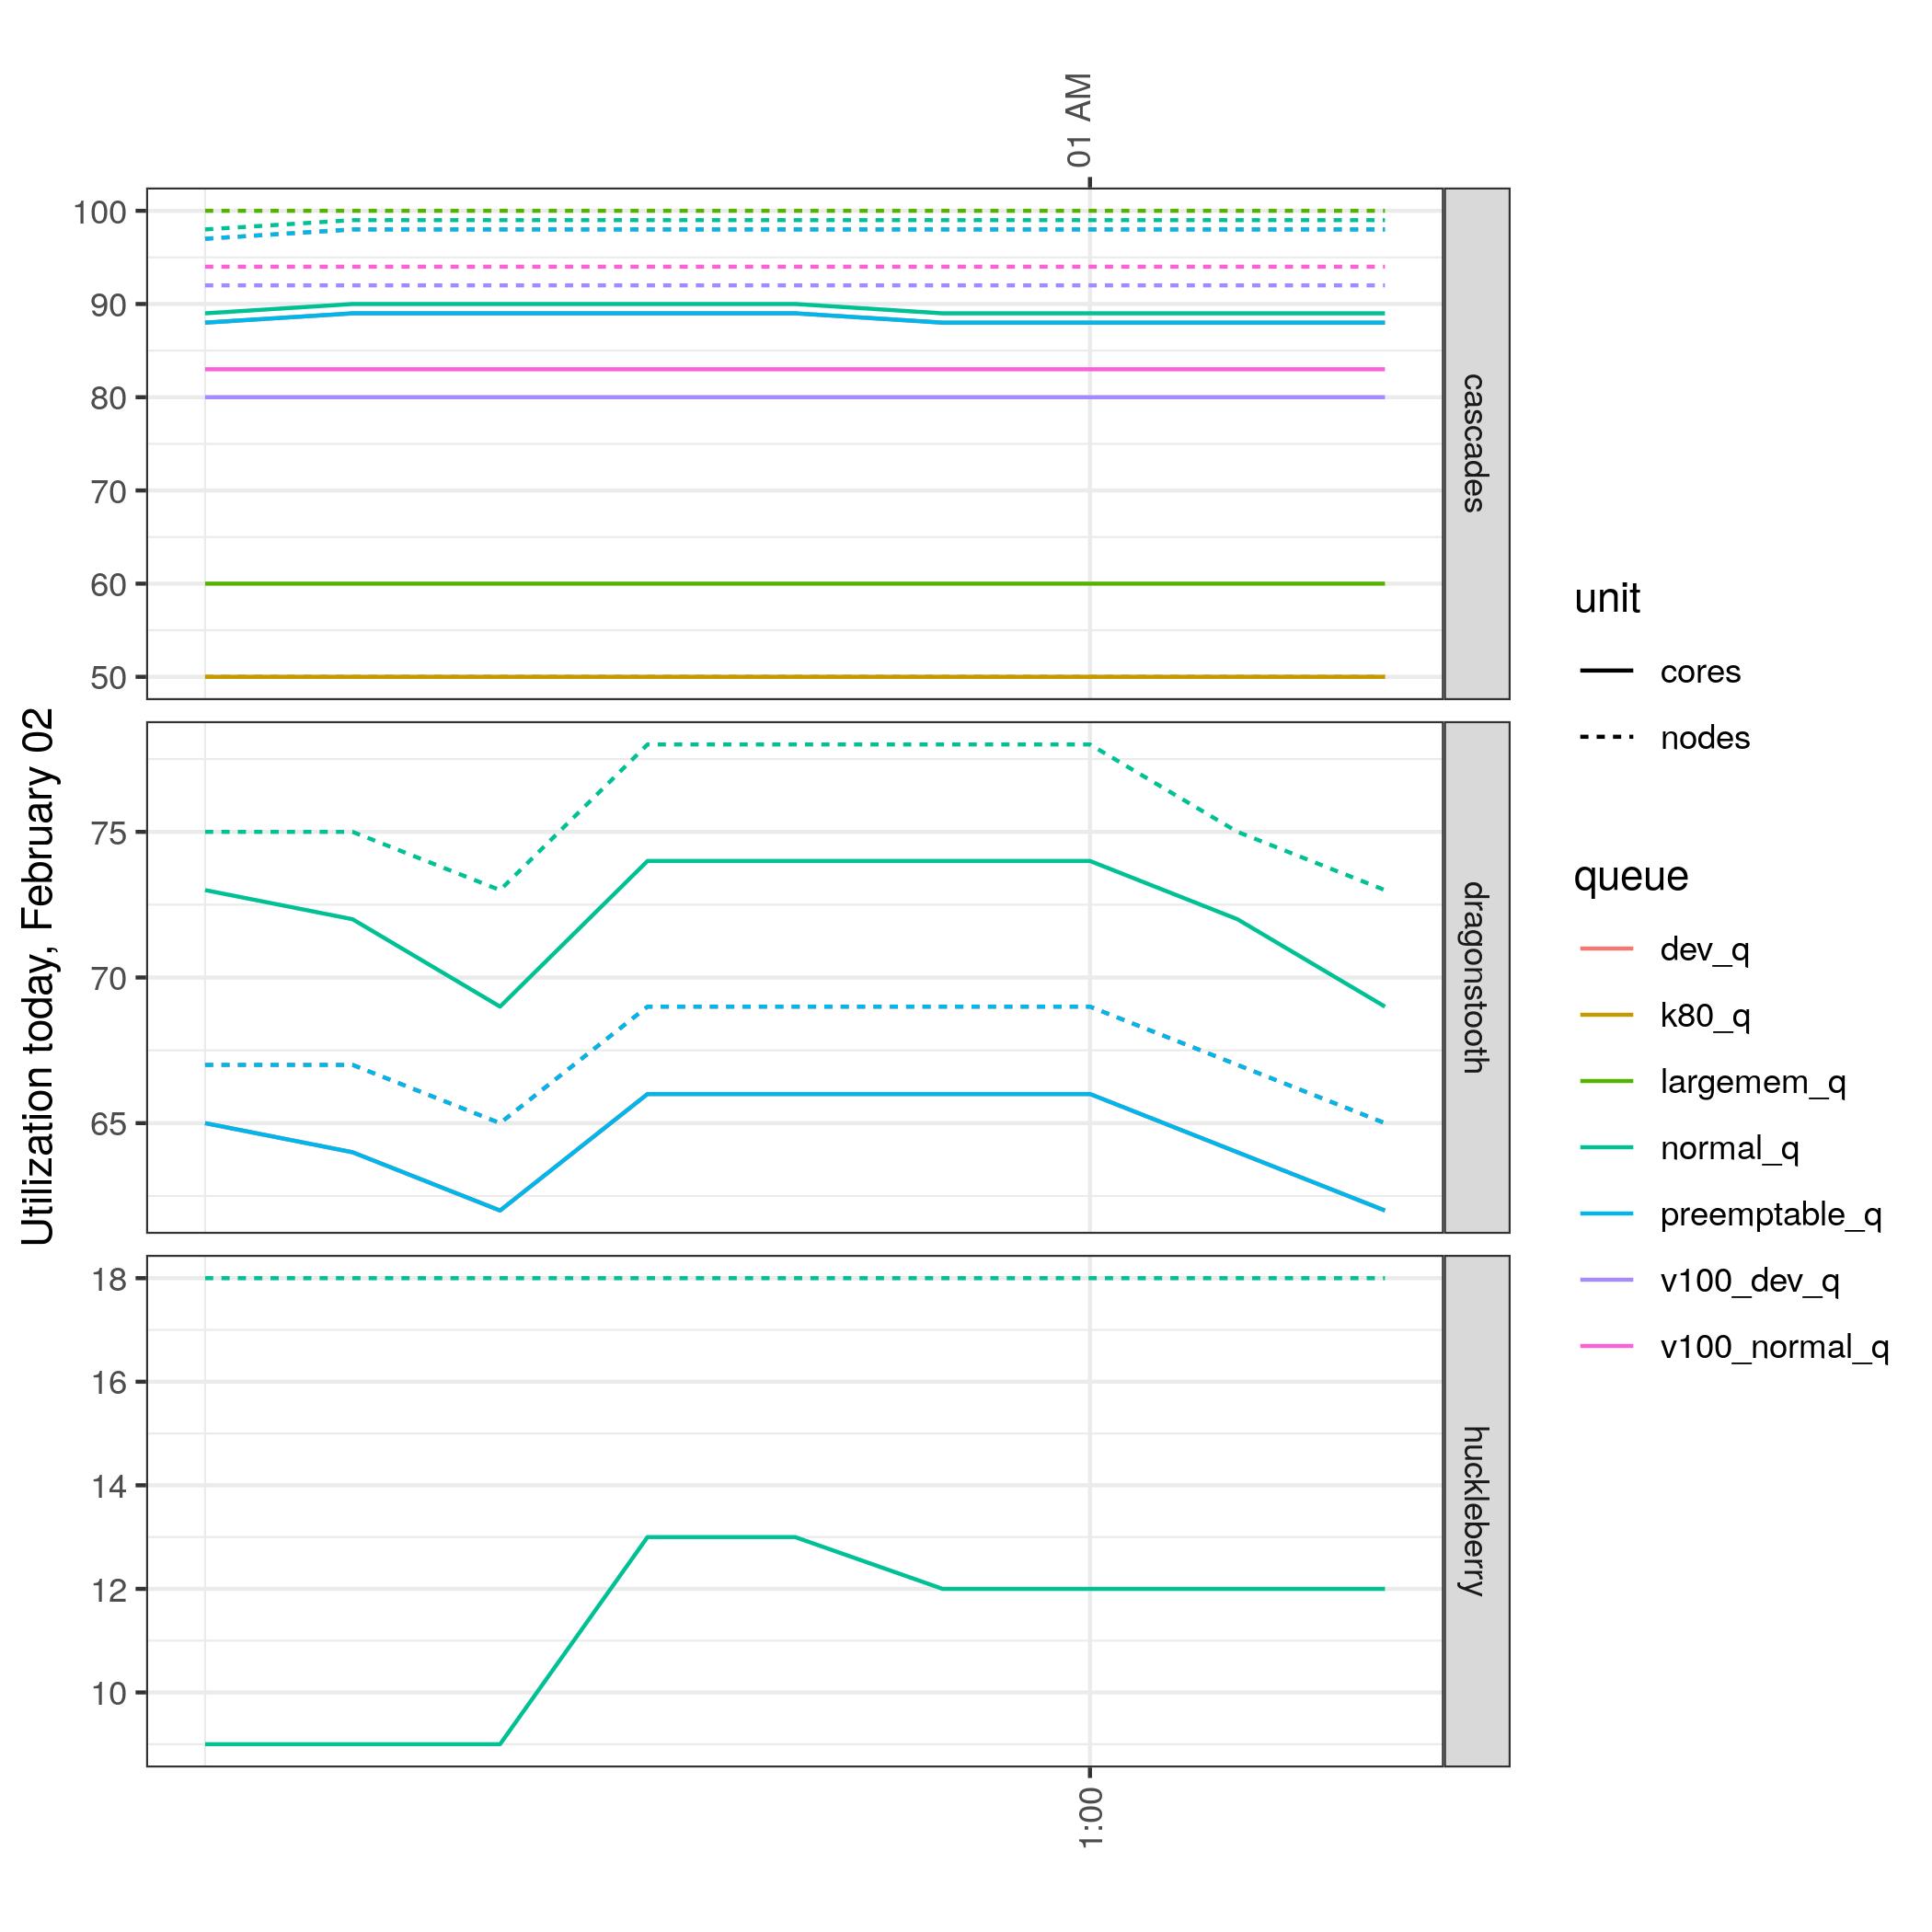 01 AM
100
90
80
70
60
50
cascades
75
70
65
dragonstooth
18
16
14
12
10
huckleberry
1:00
Utilization today, February 02
unit
cores
nodes
queue
dev_q
k80_q
largemem_q
normal_q
preemptable_q
v100_dev_q
v100_normal_q